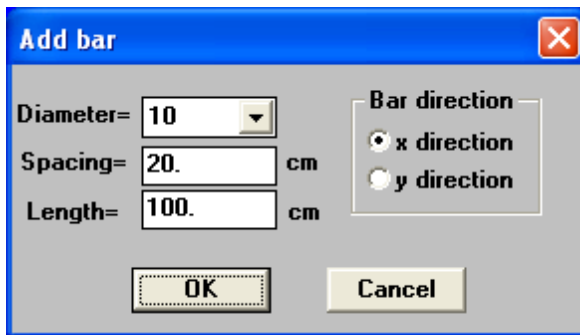 Add bar
Diameter= 10
Spacing= 20. cm
Length= 100. cm
Bar direction
x direction
y direction
OK Cancel